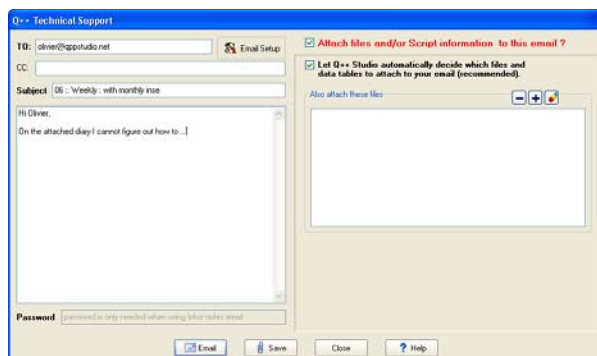 Q++ Technical Support
TO: olivier@qppstudio.net
Email Setup
CC:
Subject 06 :: Weekly : with monthly inse
Hi Olivier,
On the attached diary I cannot figure out how to...
Password password is only needed when using lotus notes email
Attach files and/or Script information to this email ?
Let Q++ Studio automatically decide which files and
data tables to attach to your email (recommended).
Also attach these files
Email Save Close ? Help